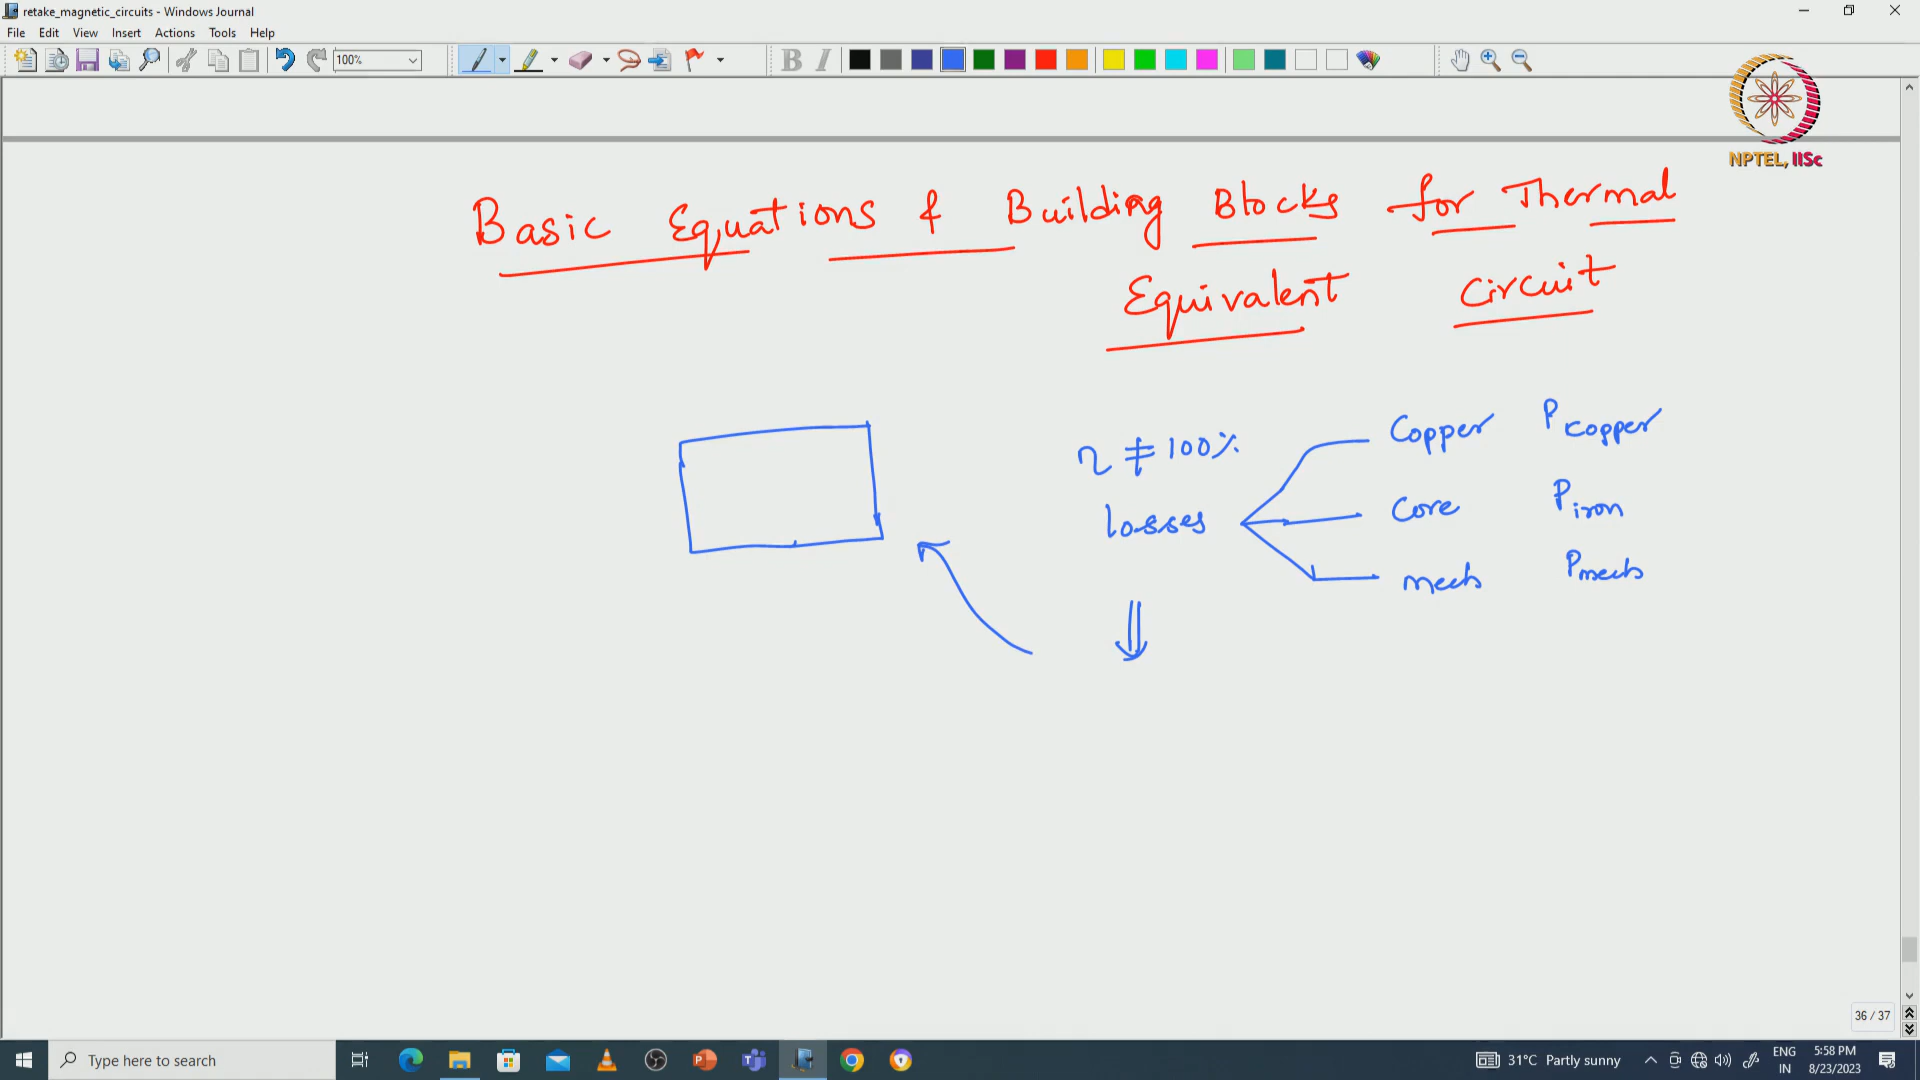 retake_magnetic_circuits - Windows Journal
File Edit View Insert Actions Tools Help
100%
B I
NPTEL, IISc
Basic Equations & Building Blocks for Thermal
Equivalent Circuit
η ≠ 100%
losses
Copper P copper
Core P iron
mech P mech
36 / 37
Type here to search
31°C Partly sunny
ENG
IN
5:58 PM
8/23/2023